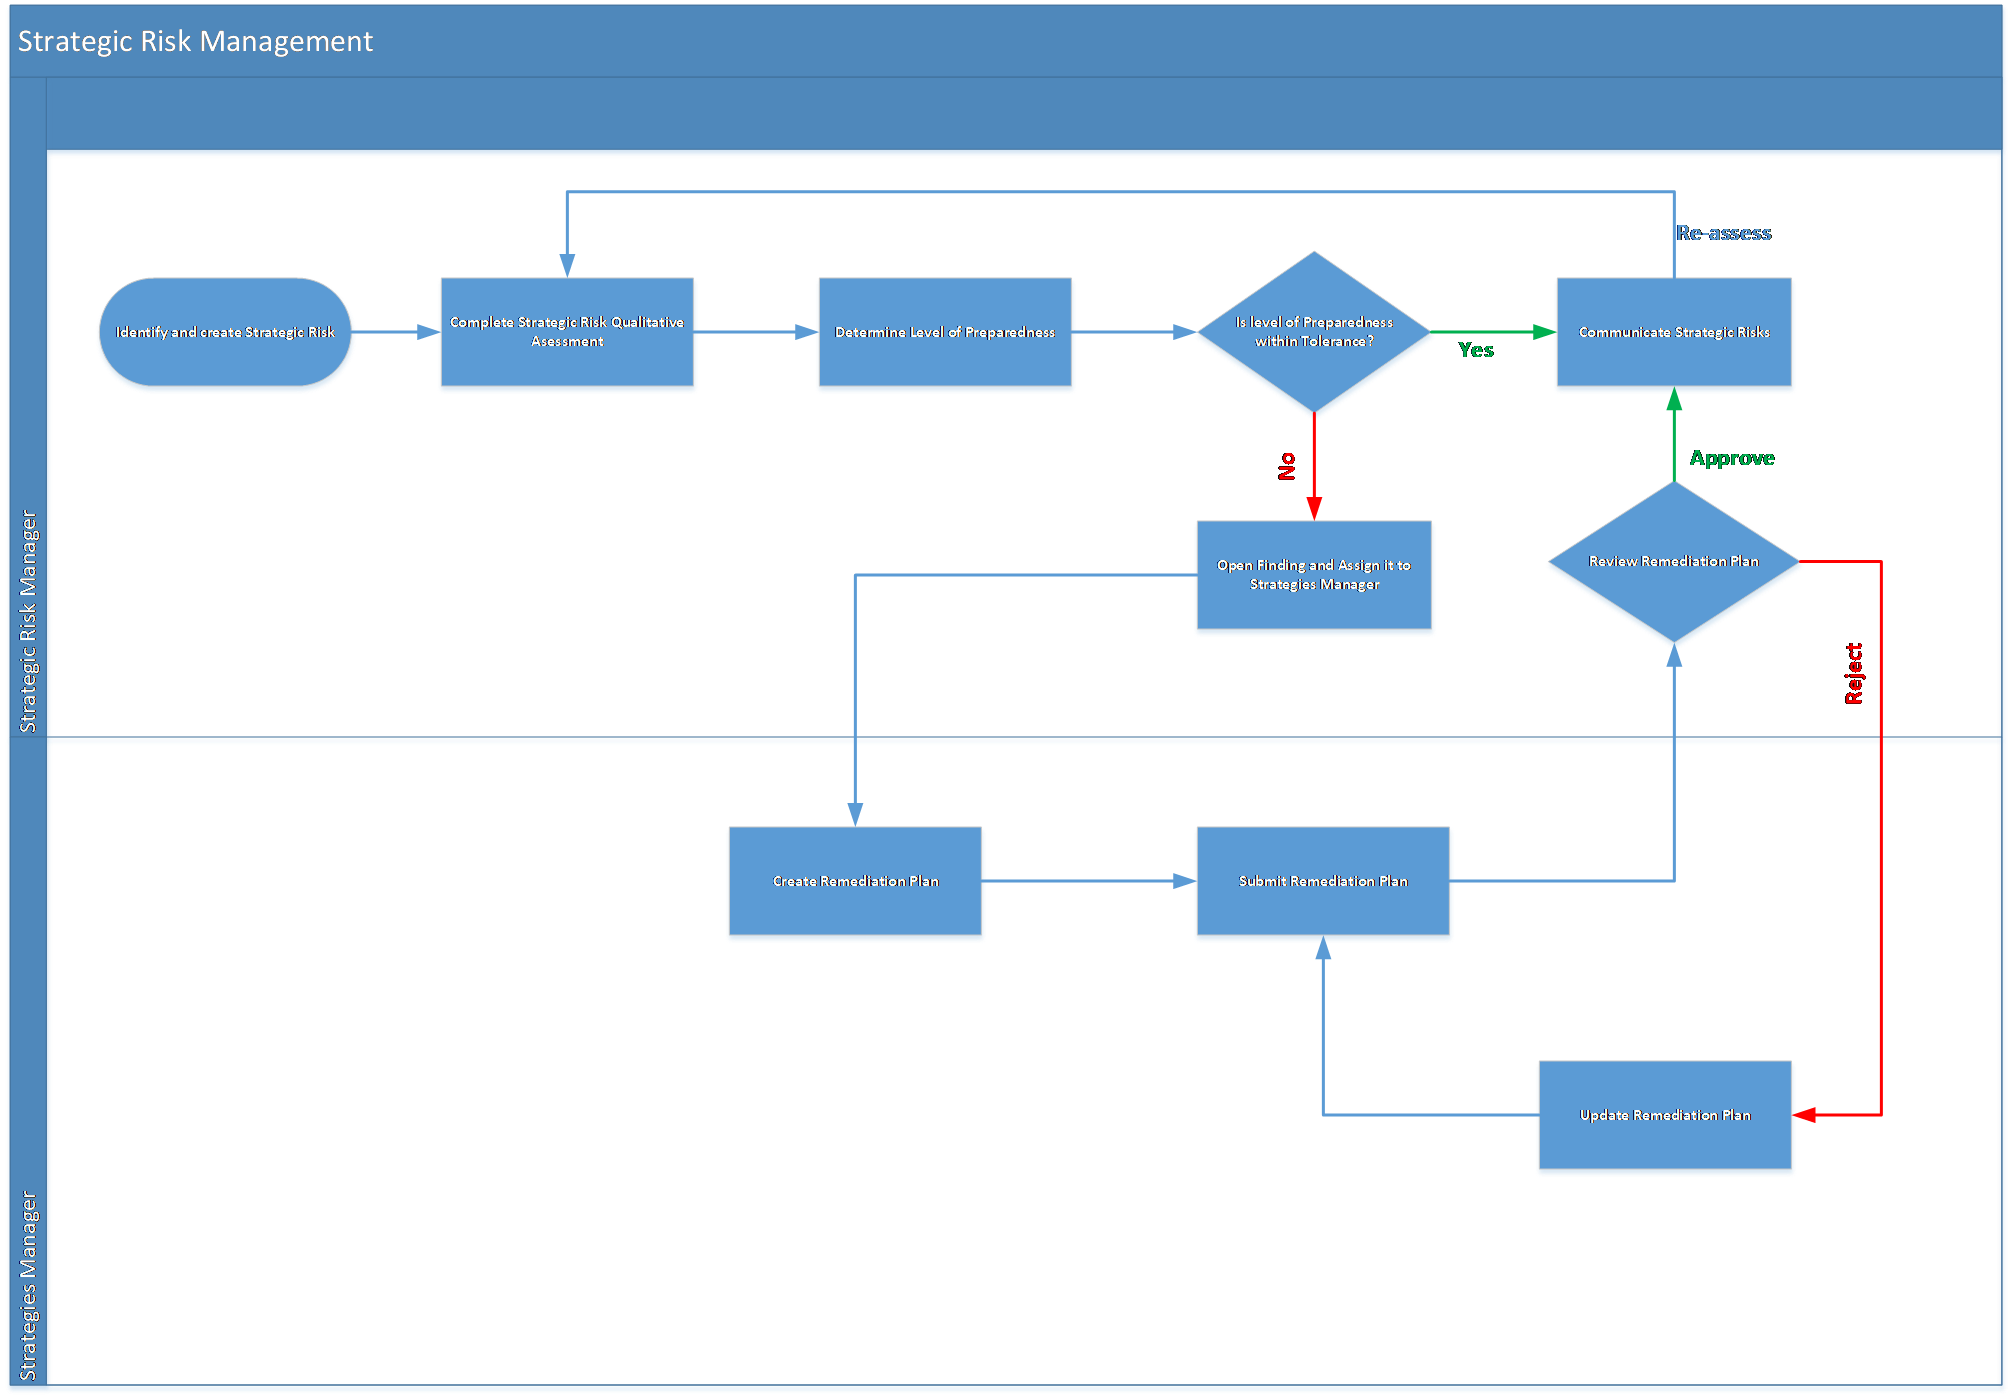 Strategic Risk Management
Strategic Risk Manager
Re-assess
Identify and create Strategic Risk
Complete Strategic Risk Qualitative
Asessment
Determine Level of Preparedness
Is level of Preparedness
within Tolerance?
Yes
Communicate Strategic Risks
No
Approve
Open Finding and Assign it to
Strategies Manager
Review Remediation Plan
Reject
Strategies Manager
Create Remediation Plan
Submit Remediation Plan
Update Remediation Plan